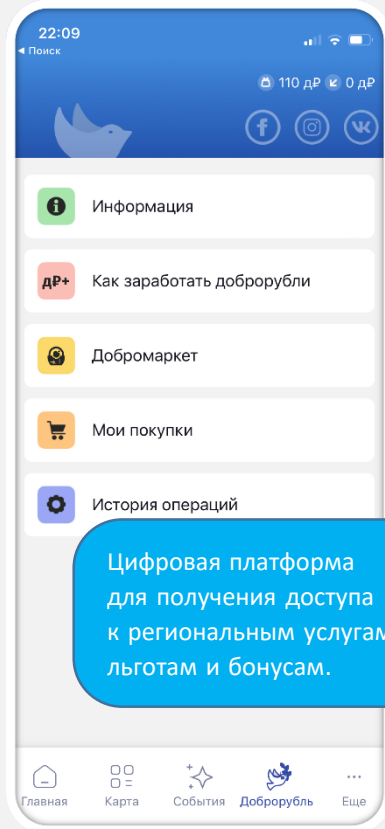 22:09
◀ Поиск
110 дР 0 дР
Информация
дР+ Как заработать доброрубли
Добромаркет
Мои покупки
История операций
Цифровая платформа
для получения доступа
к региональным услугам
льготам и бонусам.
Главная Карта События Доброрубль Еще